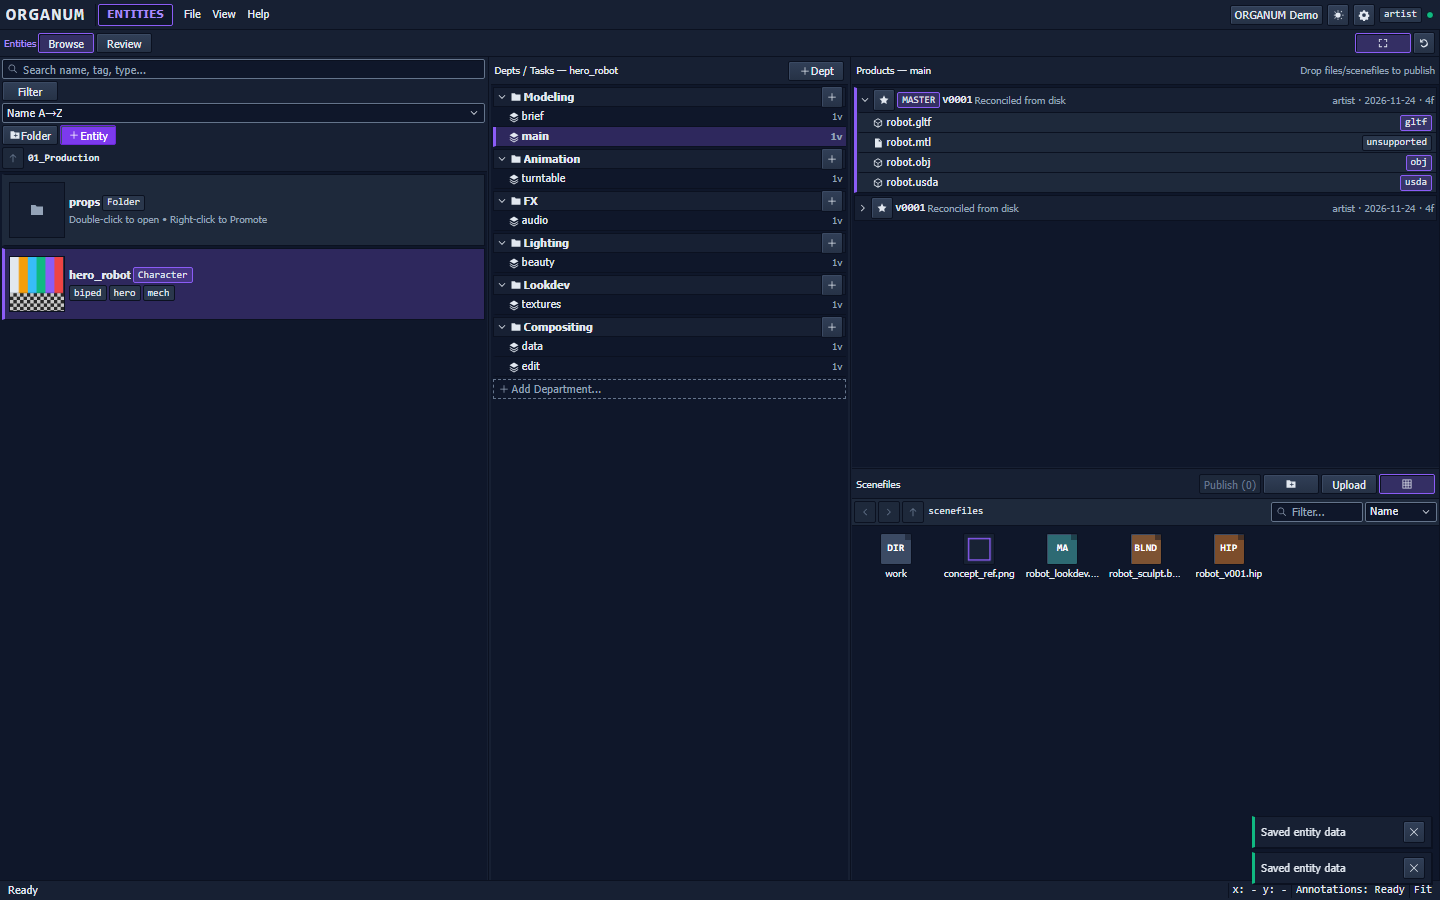 ORGANUM ENTITIES File View Help ORGANUM Demo artist
Entities Browse Review
Search name, tag, type...
Filter
Name A→Z
Folder + Entity
01_Production
props Folder
Double-click to open • Right-click to Promote
hero_robot Character
biped hero mech
Depts / Tasks — hero_robot + Dept
Modeling
brief 1v
main 1v
Animation
turntable 1v
FX
audio 1v
Lighting
beauty 1v
Lookdev
textures 1v
Compositing
data 1v
edit 1v
+ Add Department...
Products — main Drop files/scenefiles to publish
MASTER v0001 Reconciled from disk artist · 2026-11-24 · 4f
robot.gltf gltf
robot.mtl unsupported
robot.obj obj
robot.usda usda
v0001 Reconciled from disk artist · 2026-11-24 · 4f
Scenefiles Publish (0) Upload
scenefiles Filter... Name
DIR MA BLND HIP
work concept_ref.png robot_lookdev.... robot_sculpt.b... robot_v001.hip
Saved entity data
Saved entity data
Ready x: - y: - Annotations: Ready Fit